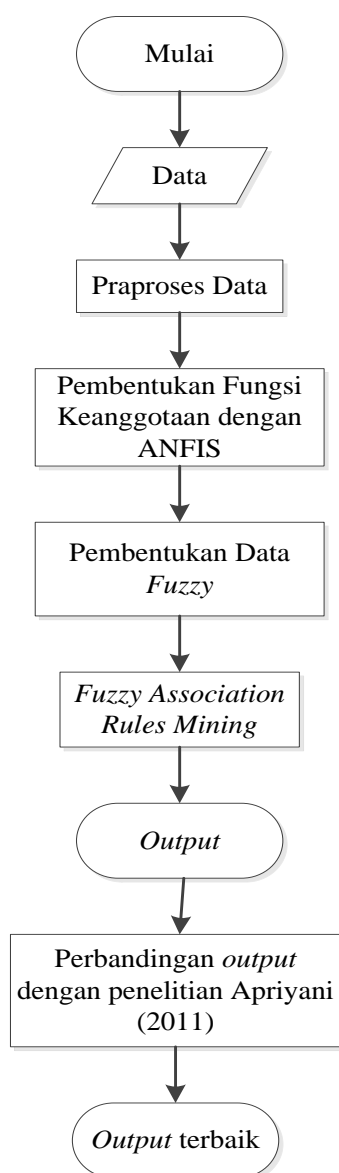 Mulai
Data
Praproses Data
Pembentukan Fungsi
Keanggotaan dengan
ANFIS
Pembentukan Data
Fuzzy
Fuzzy Association
Rules Mining
Output
Perbandingan output
dengan penelitian Apriyani
(2011)
Output terbaik